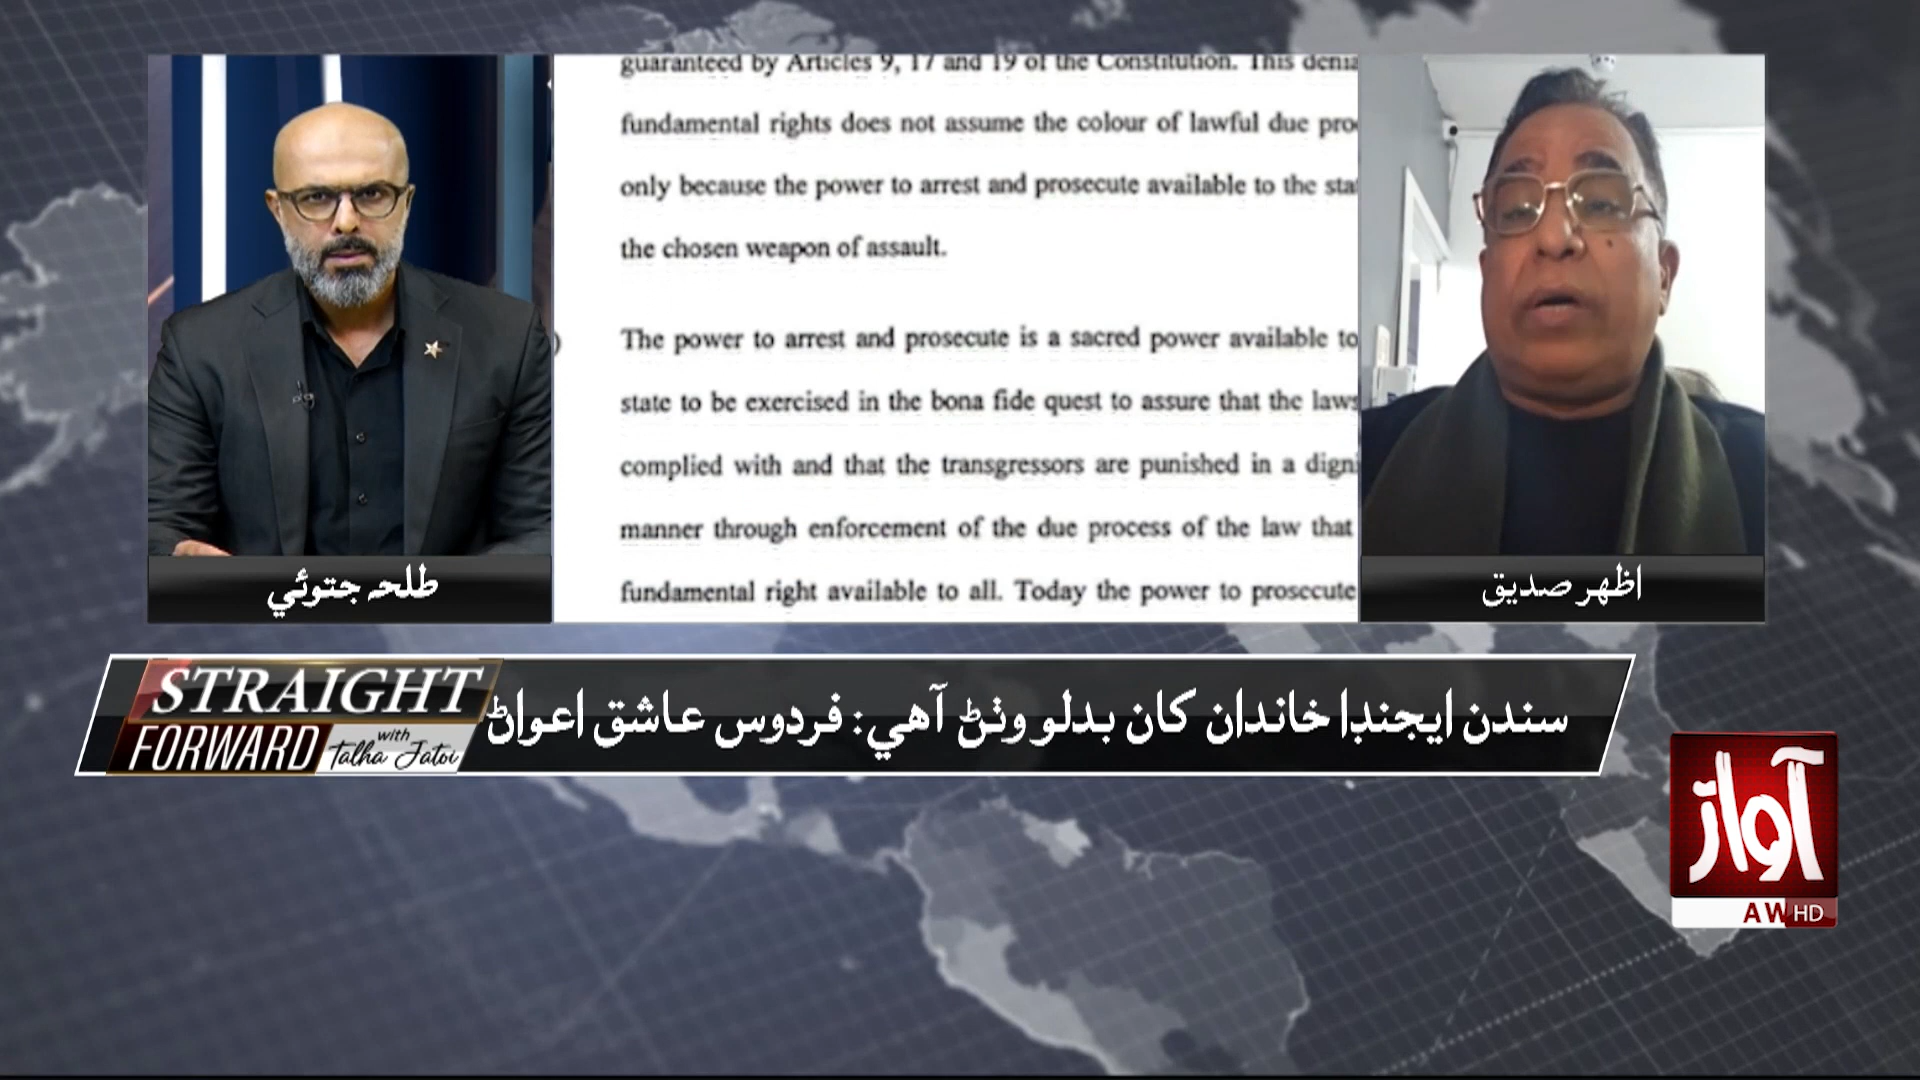 guaranteed by Articles 9, 17 and 19 of the Constitution. This denia
fundamental rights does not assume the colour of lawful due pro
only because the power to arrest and prosecute available to the stat
the chosen weapon of assault.
)
The power to arrest and prosecute is a sacred power available to
state to be exercised in the bona fide quest to assure that the laws
complied with and that the transgressors are punished in a digni
manner through enforcement of the due process of the law that
fundamental right available to all. Today the power to prosecute
طلحہ جتوئي
اظهر صديق
STRAIGHT
FORWARD with Talha Jatoi
سندن ايجنڊا خاندان کان بدلو وٺڻ آهي: فردوس عاشق اعواڻ
آواز
AW HD